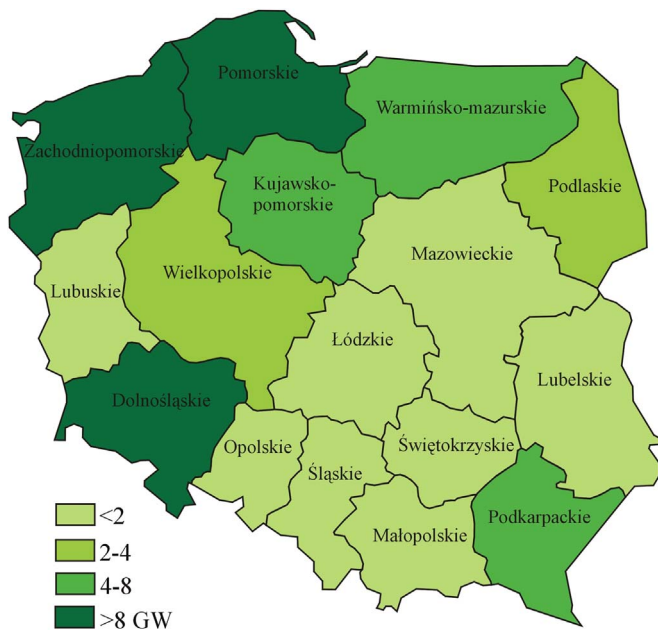 Pomorskie
Warmińsko-mazurskie
Zachodniopomorskie
Kujawsko-
pomorskie
Podlaskie
Mazowieckie
Wielkopolskie
Lubuskie
Łódzkie
Lubelskie
Dolnośląskie
Opolskie
Świętokrzyskie
Śląskie
Podkarpackie
Małopolskie
<2
2-4
4-8
>8 GW